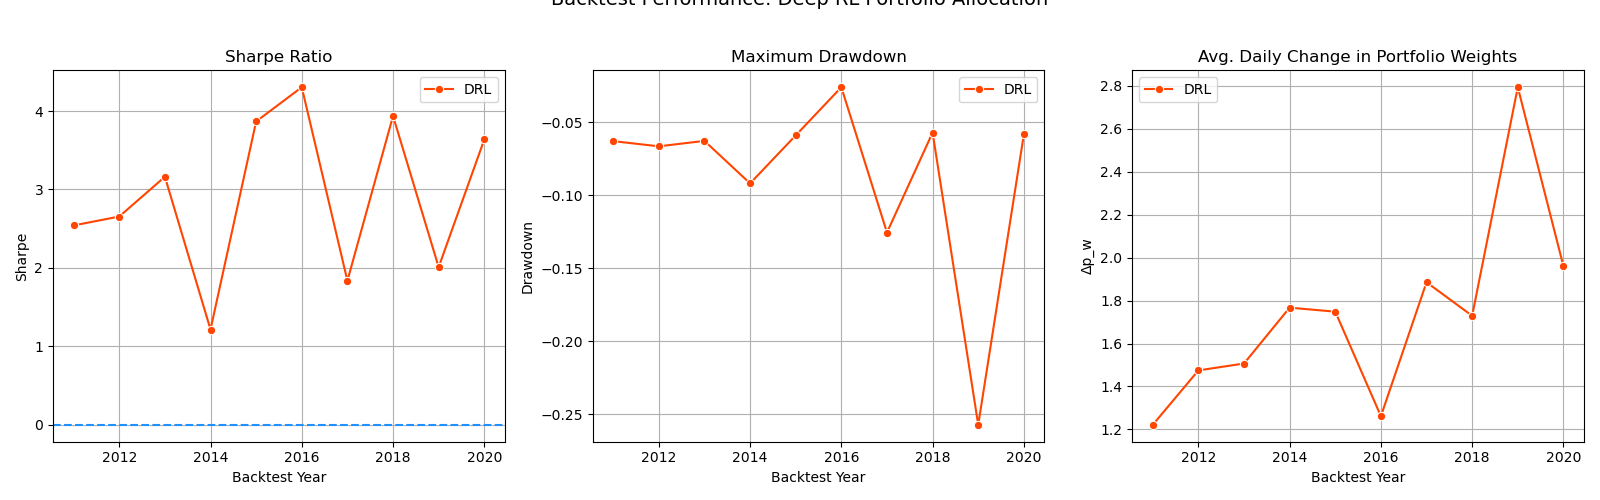 Backtest Performance: Deep RL Portfolio Allocation
Sharpe Ratio
DRL
4
3
2
1
0
Sharpe
2012
2014
2016
2018
2020
Backtest Year
Maximum Drawdown
DRL
−0.05
−0.10
−0.15
−0.20
−0.25
Drawdown
2012
2014
2016
2018
2020
Backtest Year
Avg. Daily Change in Portfolio Weights
DRL
2.8
2.6
2.4
2.2
2.0
1.8
1.6
1.4
1.2
Δp_w
2012
2014
2016
2018
2020
Backtest Year